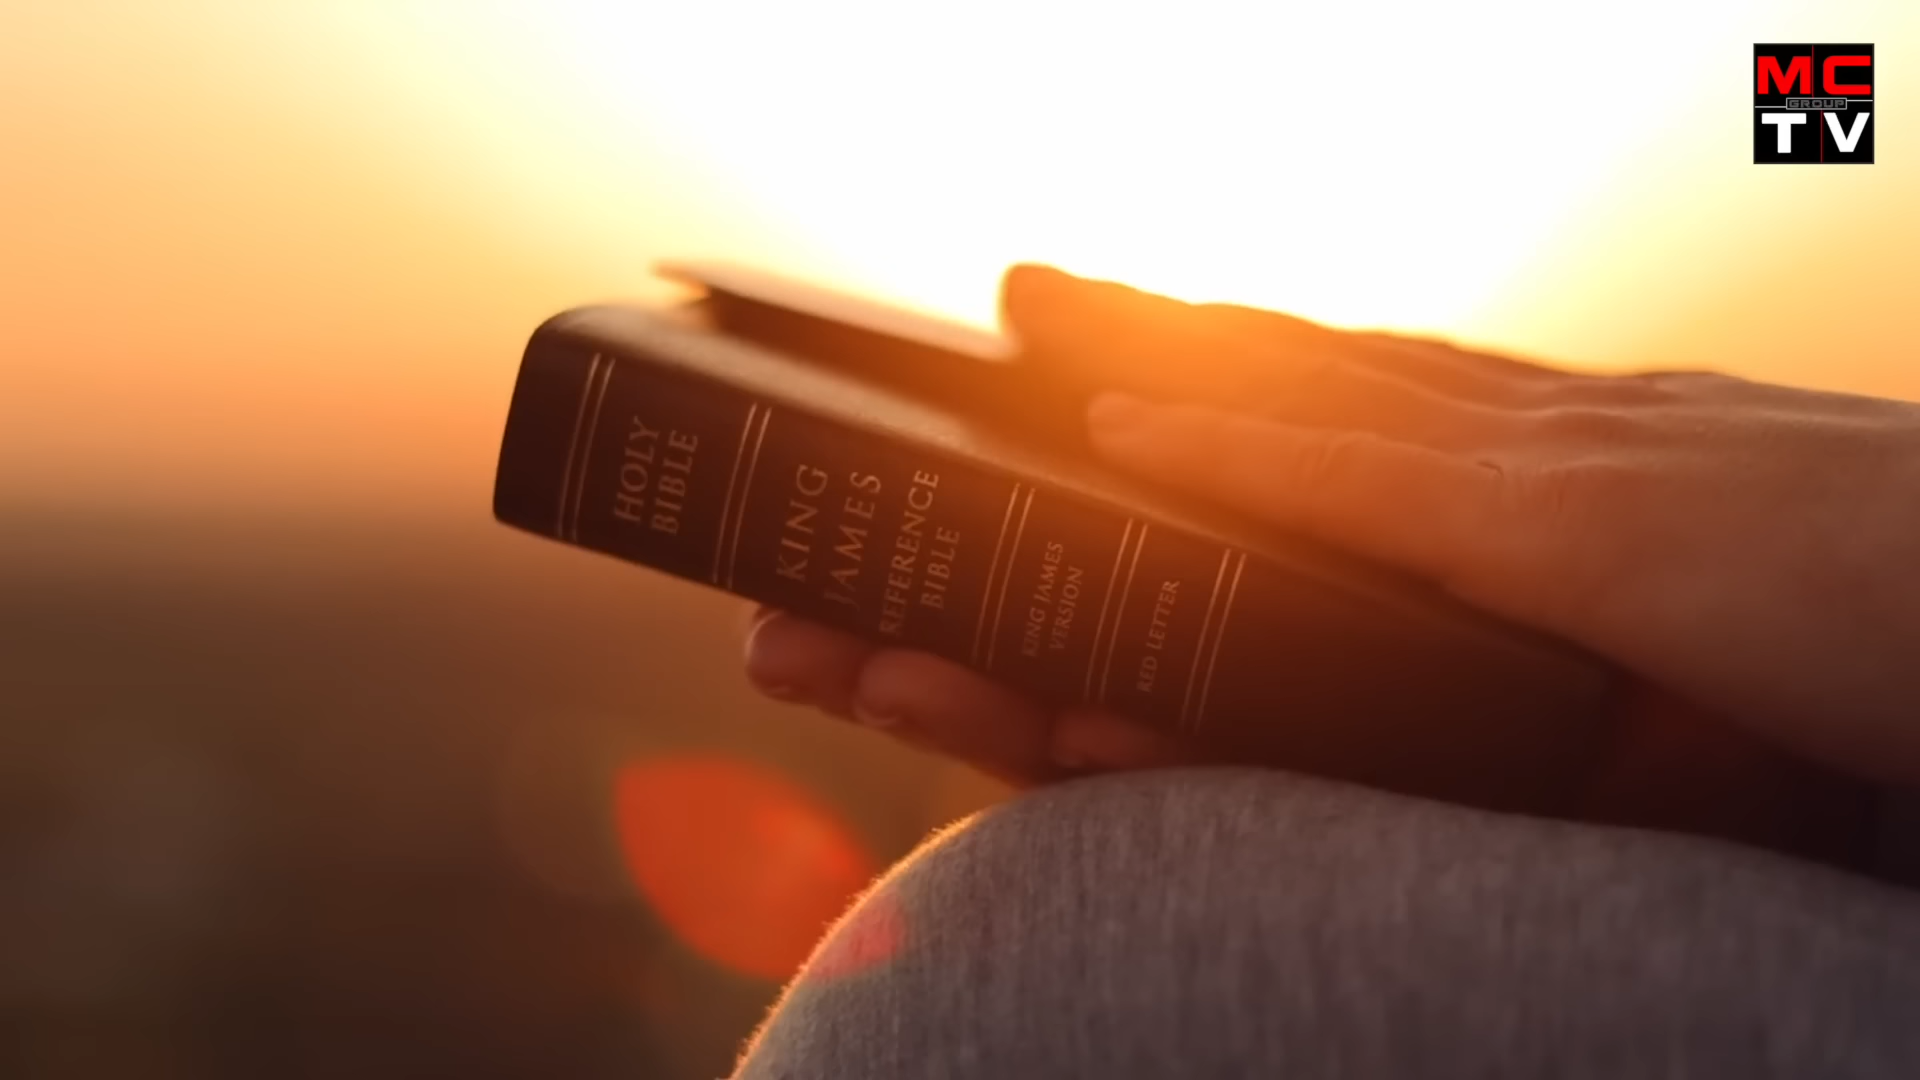 HOLY
BIBLE
KING
JAMES
REFERENCE
BIBLE
KING JAMES
VERSION
RED LETTER
MC
GROUP
TV